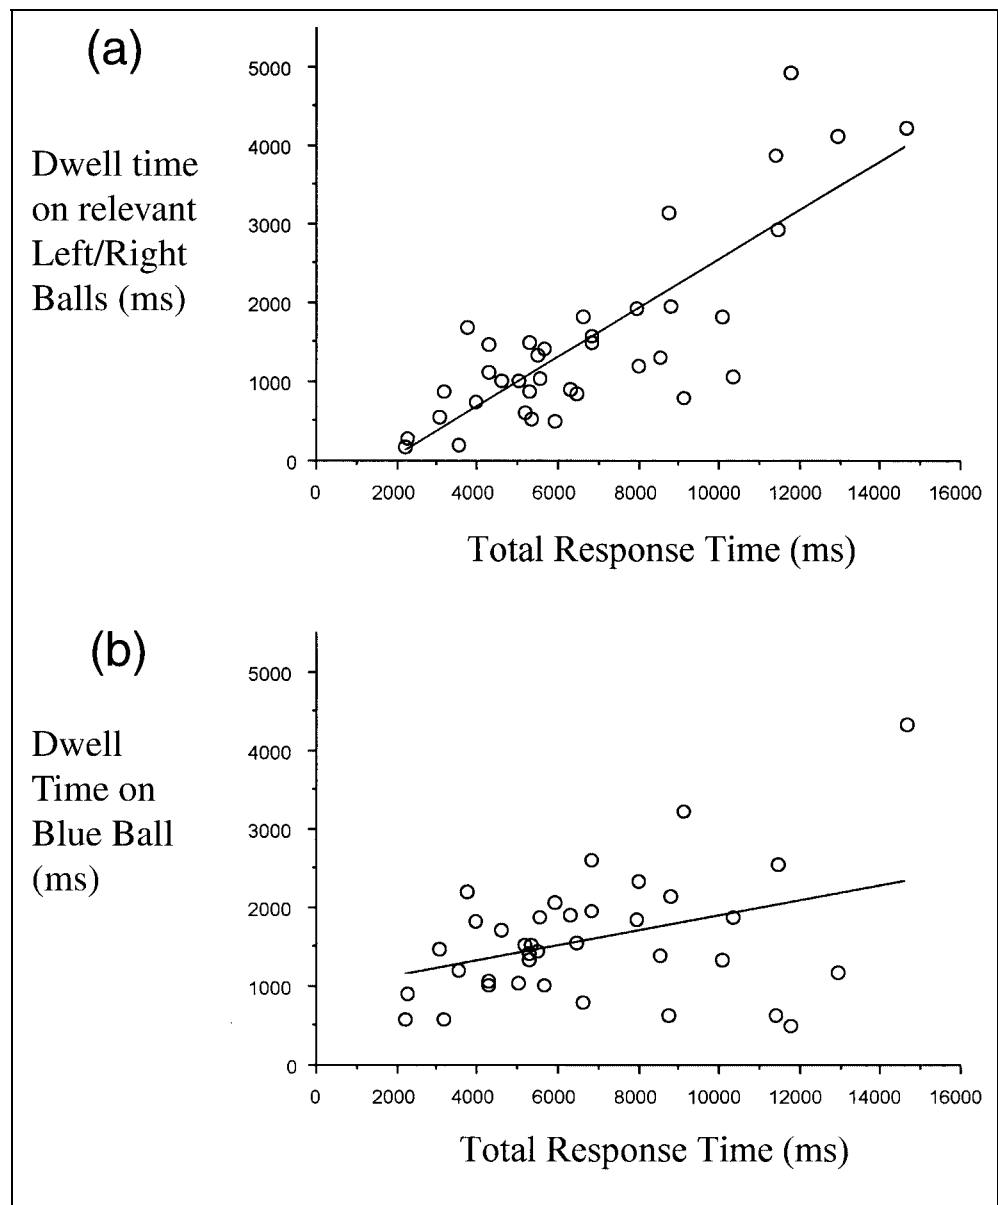 (a)
Dwell time
on relevant
Left/Right
Balls (ms)
5000
4000
3000
2000
1000
0
0 2000 4000 6000 8000 10000 12000 14000 16000
Total Response Time (ms)
(b)
Dwell
Time on
Blue Ball
(ms)
5000
4000
3000
2000
1000
0
0 2000 4000 6000 8000 10000 12000 14000 16000
Total Response Time (ms)